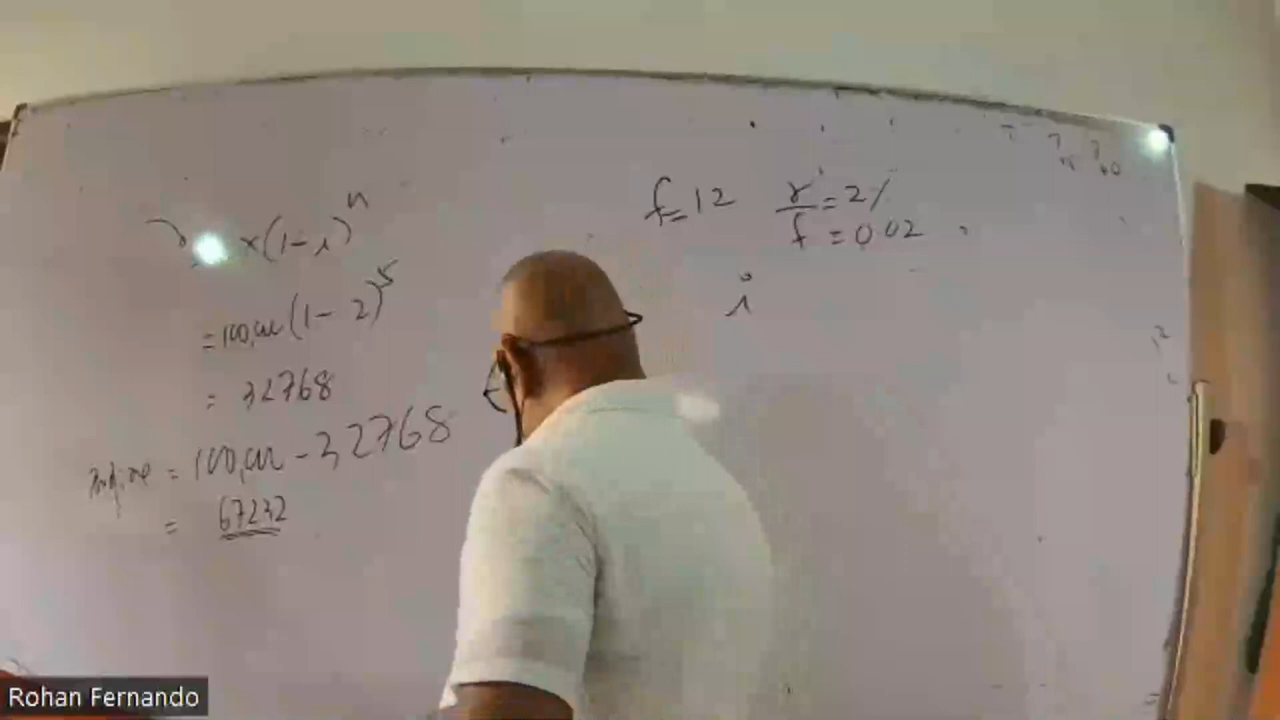 x(1-i)^n
=100,000(1-2)^5
= 32768
= 100,000 - 32768
= 67232
f=12
r/f = 2%
= 0.02
i
Rohan Fernando